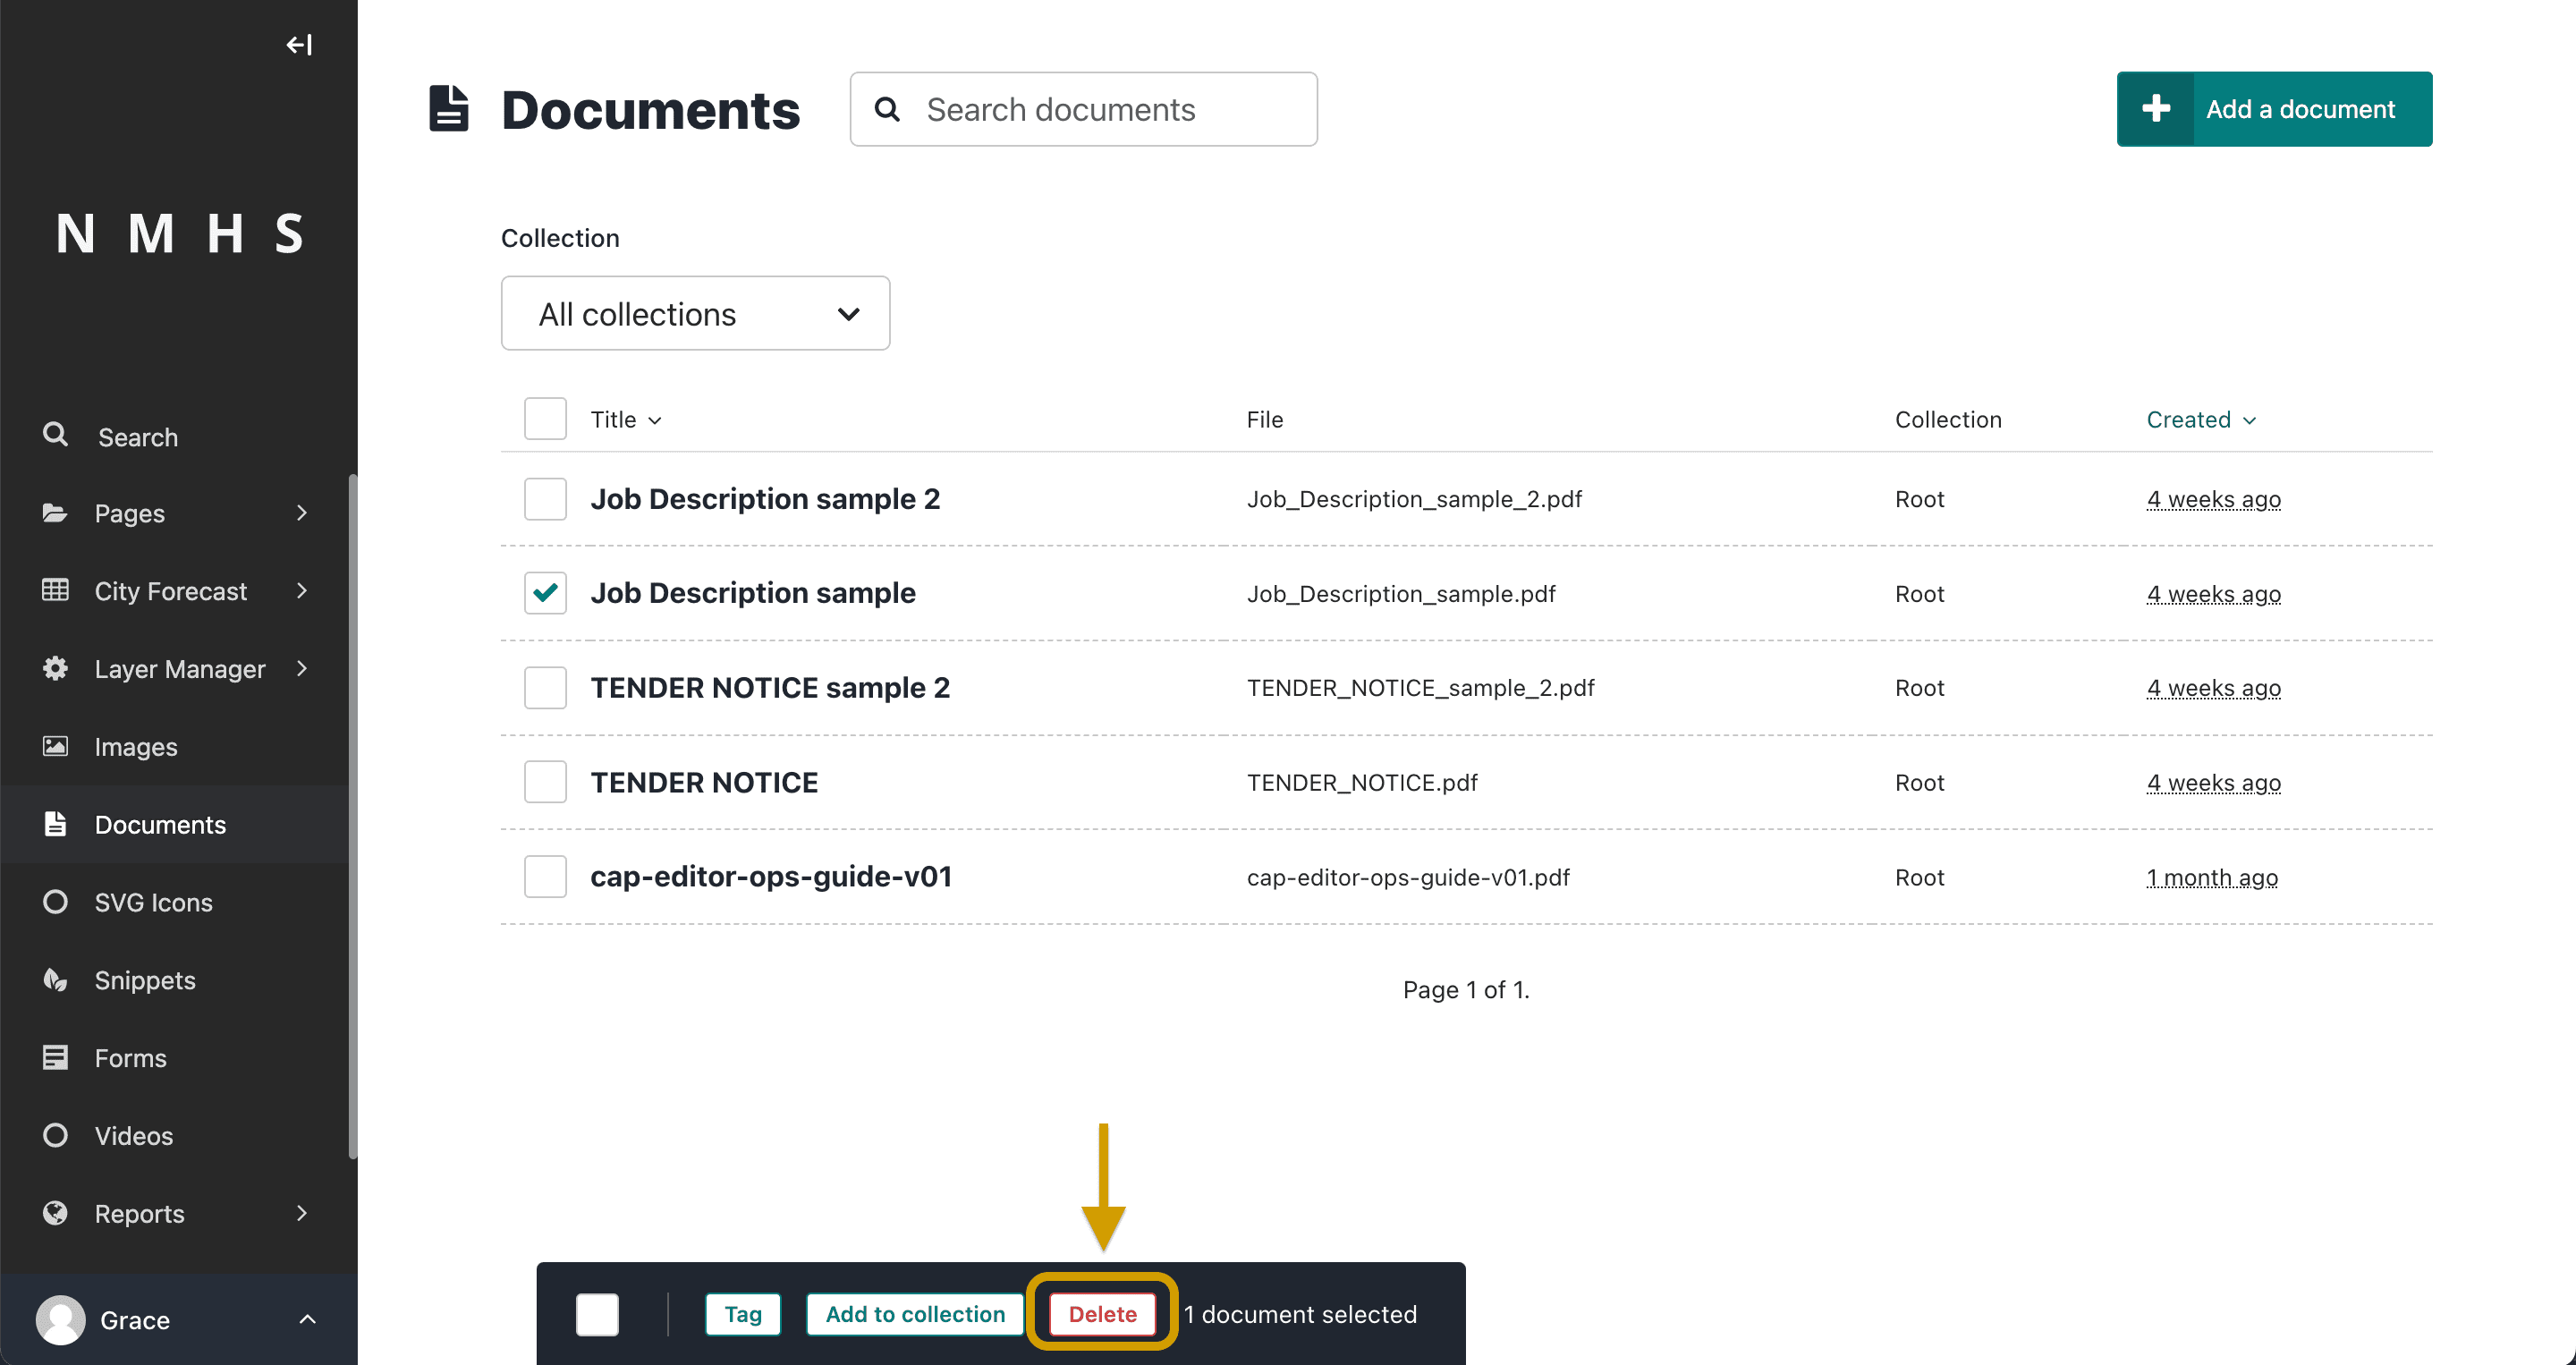 N M H S
Search
Pages
City Forecast
Layer Manager
Images
Documents
SVG Icons
Snippets
Forms
Videos
Reports
Grace
Documents
Search documents
Add a document
Collection
All collections
Title File Collection Created
Job Description sample 2 Job_Description_sample_2.pdf Root 4 weeks ago
Job Description sample Job_Description_sample.pdf Root 4 weeks ago
TENDER NOTICE sample 2 TENDER_NOTICE_sample_2.pdf Root 4 weeks ago
TENDER NOTICE TENDER_NOTICE.pdf Root 4 weeks ago
cap-editor-ops-guide-v01 cap-editor-ops-guide-v01.pdf Root 1 month ago
Page 1 of 1.
Tag Add to collection Delete 1 document selected